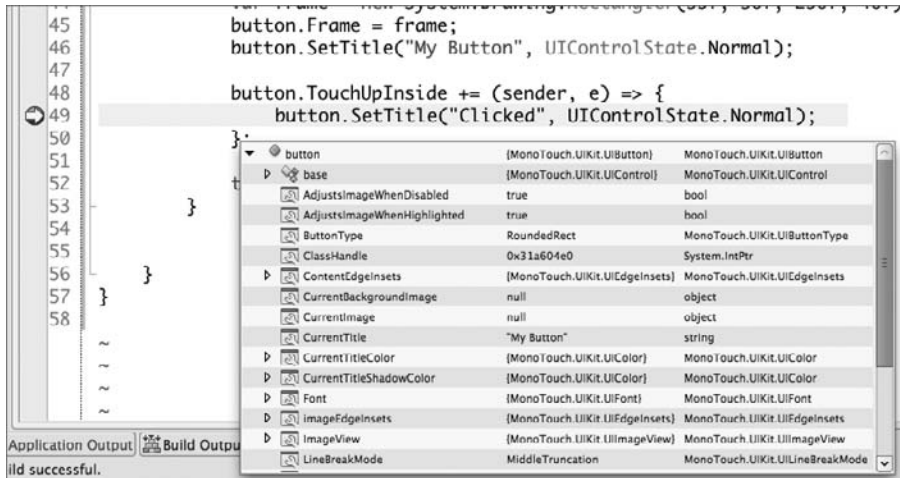 45 button.Frame = frame;
46 button.SetTitle("My Button", UIControlState.Normal);
47
48 button.TouchUpInside += (sender, e) => {
49 button.SetTitle("Clicked", UIControlState.Normal);
50 };
51
52 t
53 }
54
55
56 }
57 }
58
~
~
~
~
button {MonoTouch.UIKit.UIButton} MonoTouch.UIKit.UIButton
base {MonoTouch.UIKit.UIControl} MonoTouch.UIKit.UIControl
AdjustsImageWhenDisabled true bool
AdjustsImageWhenHighlighted true bool
ButtonType RoundedRect MonoTouch.UIKit.UIButtonType
ClassHandle 0x31a604e0 System.IntPtr
ContentEdgeInsets {MonoTouch.UIKit.UIEdgeInsets} MonoTouch.UIKit.UIEdgeInsets
CurrentBackgroundImage null object
CurrentImage null object
CurrentTitle "My Button" string
CurrentTitleColor {MonoTouch.UIKit.UIColor} MonoTouch.UIKit.UIColor
CurrentTitleShadowColor {MonoTouch.UIKit.UIColor} MonoTouch.UIKit.UIColor
Font {MonoTouch.UIKit.UIFont} MonoTouch.UIKit.UIFont
ImageEdgeInsets {MonoTouch.UIKit.UIEdgeInsets} MonoTouch.UIKit.UIEdgeInsets
ImageView {MonoTouch.UIKit.UIImageView} MonoTouch.UIKit.UIImageView
LineBreakMode MiddleTruncation MonoTouch.UIKit.UILineBreakMode
Application Output Build Outpu
ild successful.